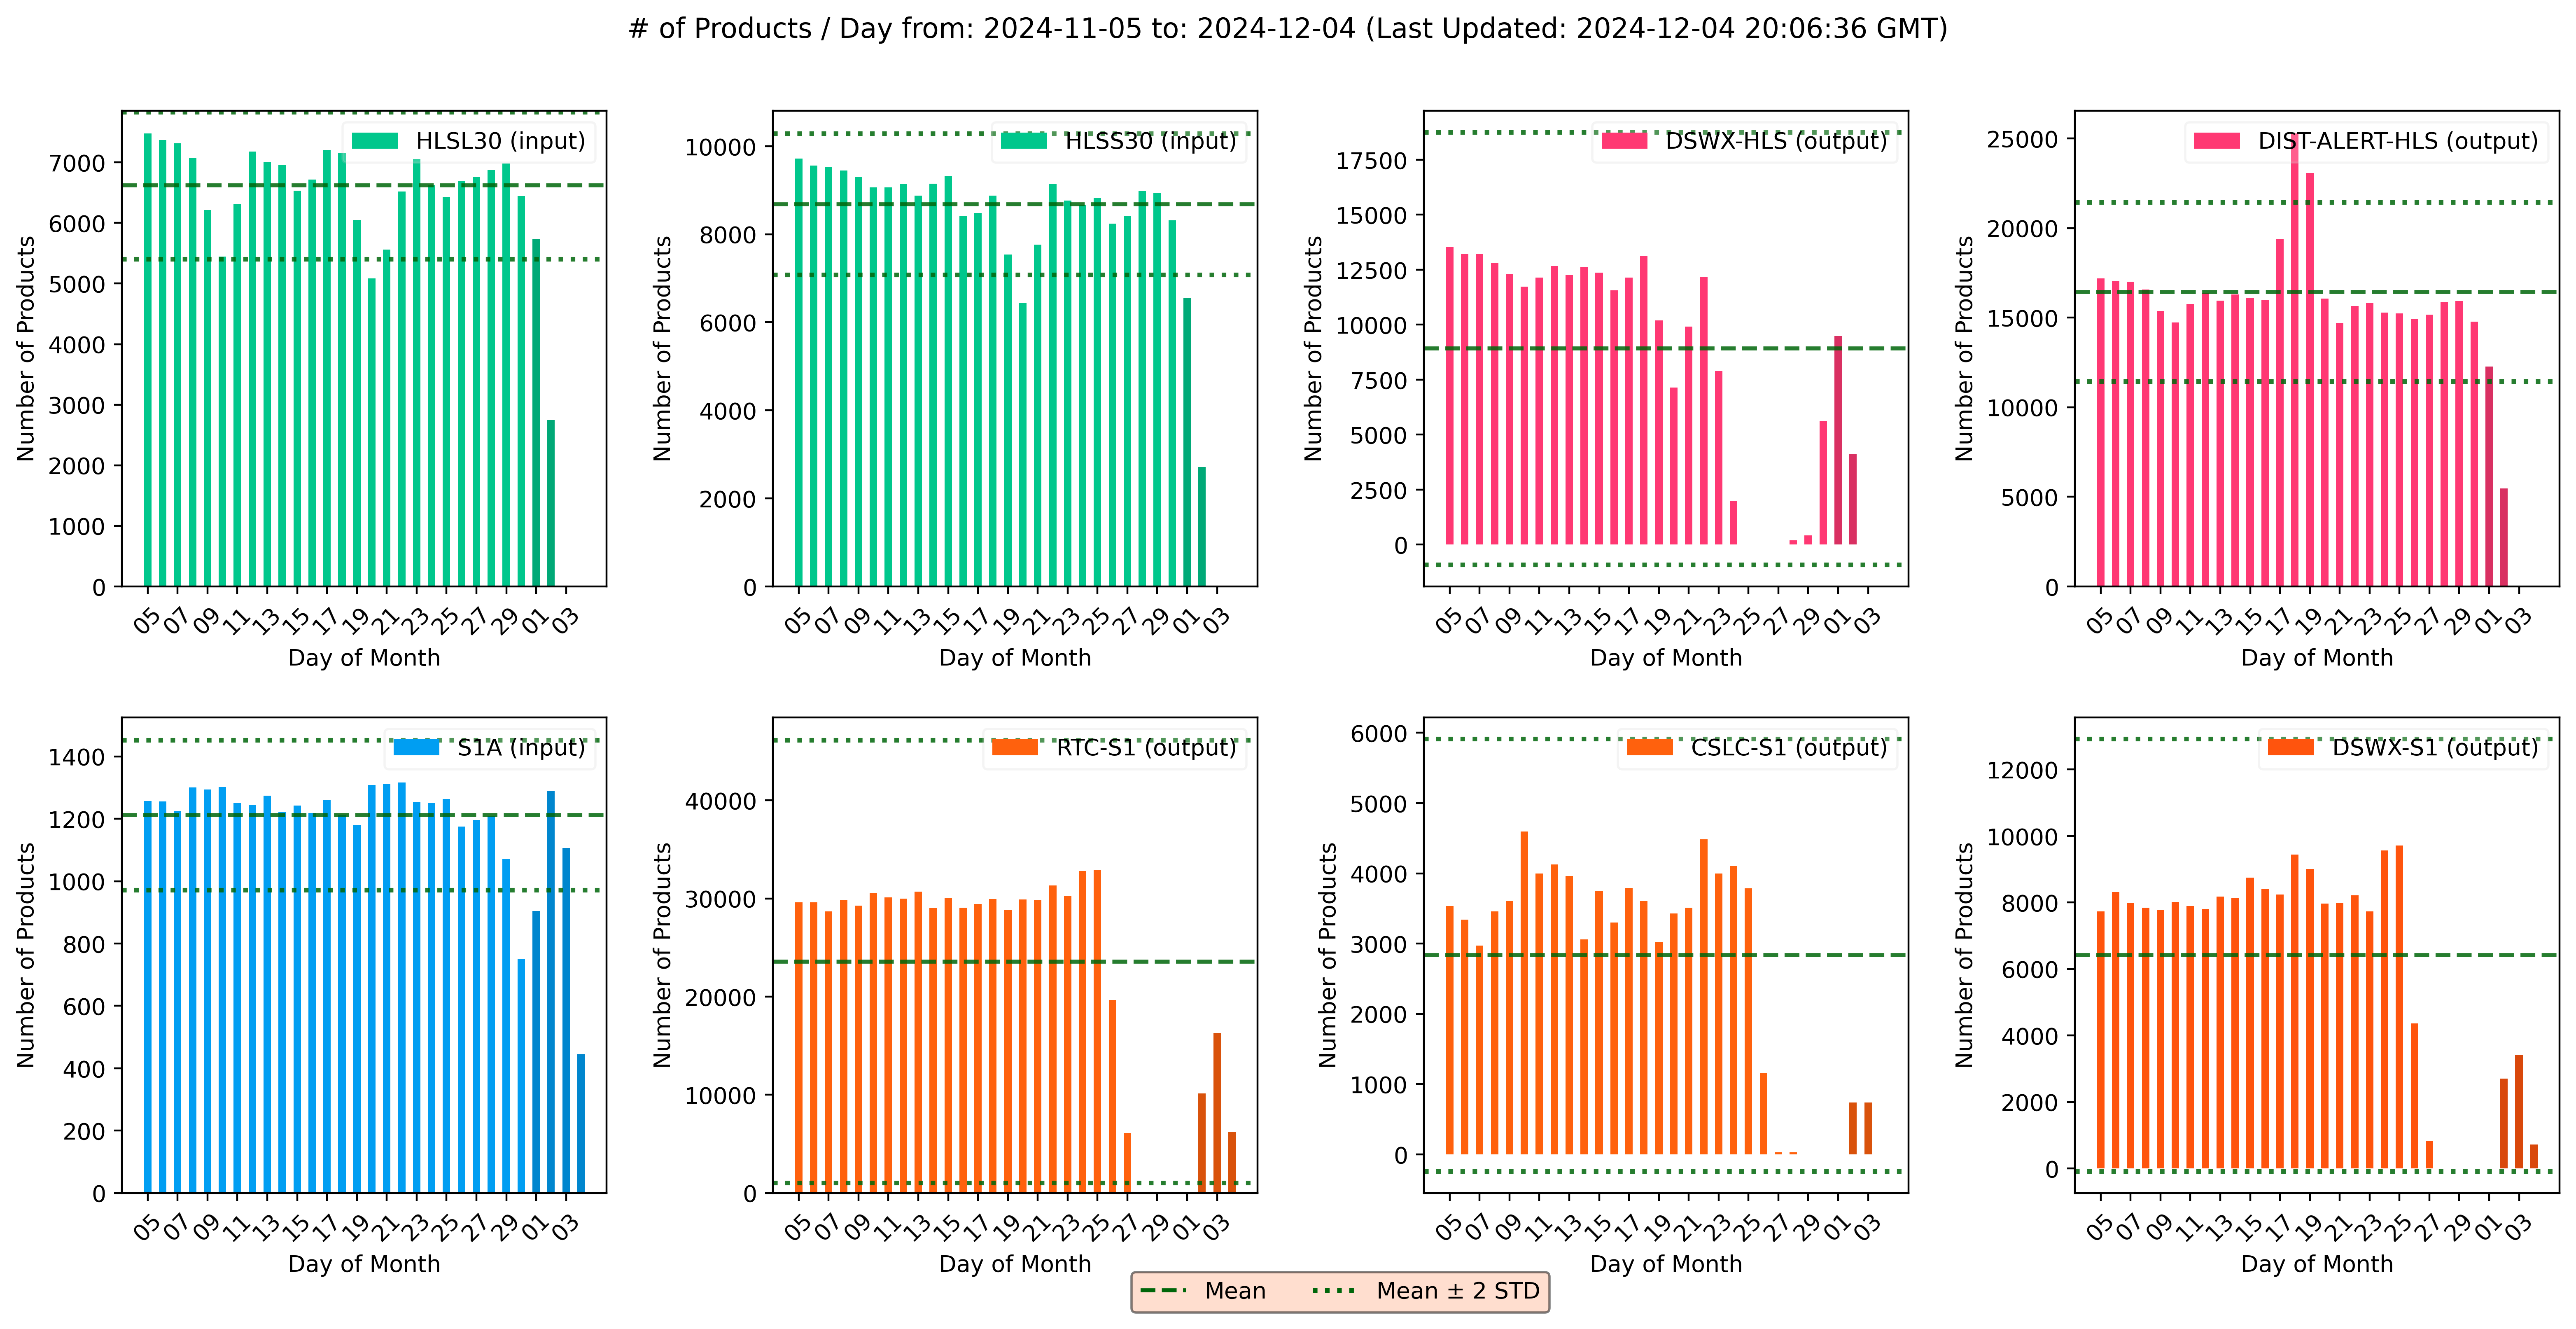 # of Products / Day from: 2024-11-05 to: 2024-12-04 (Last Updated: 2024-12-04 20:06:36 GMT)
HLSL30 (input)
Number of Products
7000
6000
5000
4000
3000
2000
1000
0
05 07 09 11 13 15 17 19 21 23 25 27 29 01 03
Day of Month
HLSS30 (input)
Number of Products
10000
8000
6000
4000
2000
0
05 07 09 11 13 15 17 19 21 23 25 27 29 01 03
Day of Month
DSWX-HLS (output)
Number of Products
17500
15000
12500
10000
7500
5000
2500
0
05 07 09 11 13 15 17 19 21 23 25 27 29 01 03
Day of Month
DIST-ALERT-HLS (output)
Number of Products
25000
20000
15000
10000
5000
0
05 07 09 11 13 15 17 19 21 23 25 27 29 01 03
Day of Month
S1A (input)
Number of Products
1400
1200
1000
800
600
400
200
0
05 07 09 11 13 15 17 19 21 23 25 27 29 01 03
Day of Month
RTC-S1 (output)
Number of Products
40000
30000
20000
10000
0
05 07 09 11 13 15 17 19 21 23 25 27 29 01 03
Day of Month
CSLC-S1 (output)
Number of Products
6000
5000
4000
3000
2000
1000
0
05 07 09 11 13 15 17 19 21 23 25 27 29 01 03
Day of Month
DSWX-S1 (output)
Number of Products
12000
10000
8000
6000
4000
2000
0
05 07 09 11 13 15 17 19 21 23 25 27 29 01 03
Day of Month
Mean Mean ± 2 STD